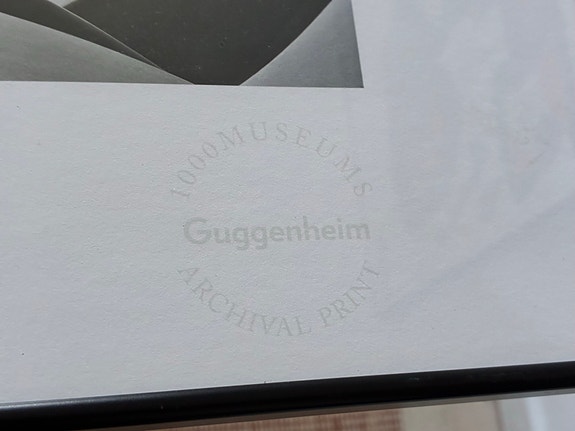 1000MUSEUMS
Guggenheim
ARCHIVAL PRINT